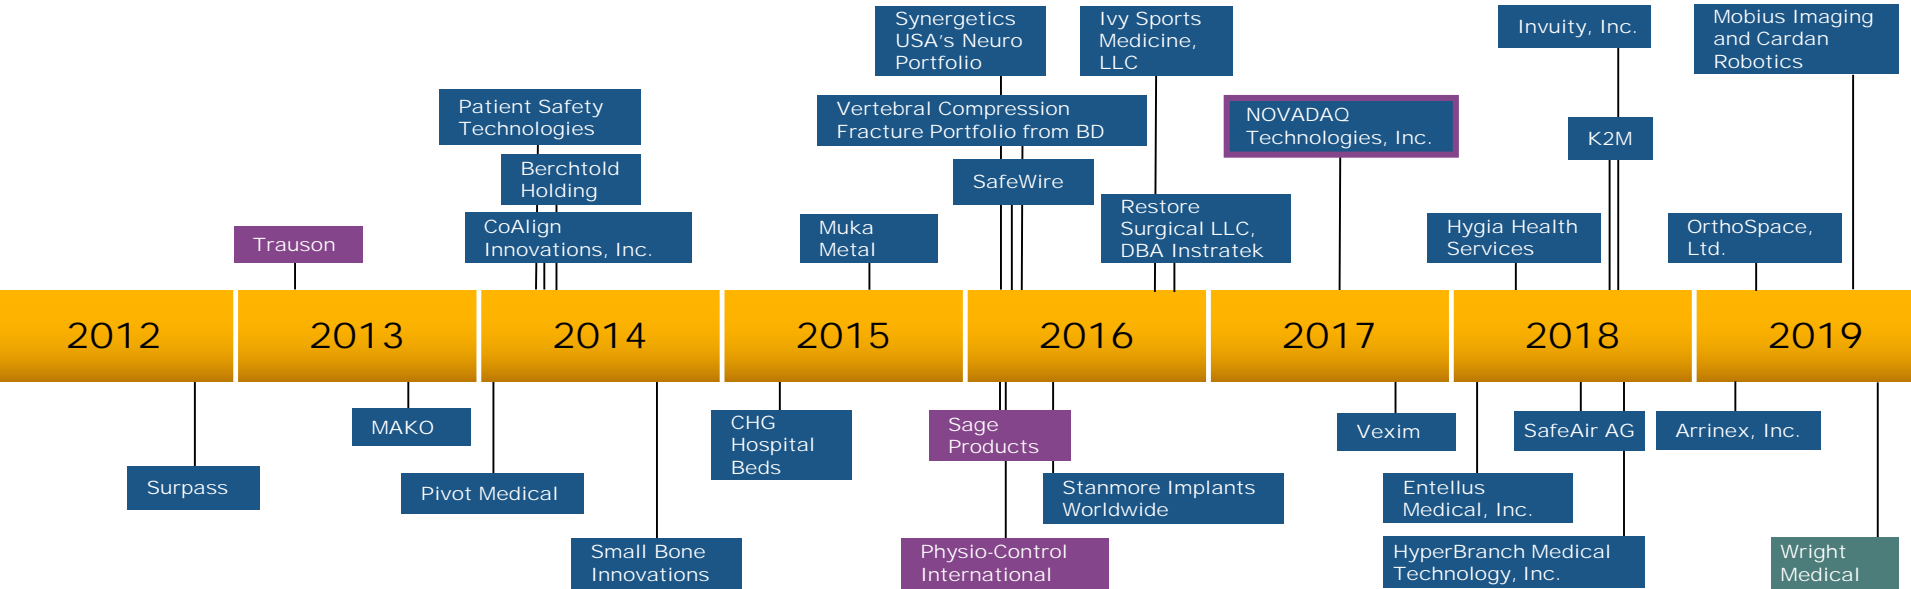 Synergetics
USA's Neuro
Portfolio
Ivy Sports
Medicine,
LLC
Invuity, Inc.
Mobius Imaging
and Cardan
Robotics
Patient Safety
Technologies
Vertebral Compression
Fracture Portfolio from BD
NOVADAQ
Technologies, Inc.
K2M
Berchtold
Holding
SafeWire
Trauson
CoAlign
Innovations, Inc.
Muka
Metal
Restore
Surgical LLC,
DBA Instratek
Hygia Health
Services
OrthoSpace,
Ltd.
2012
2013
2014
2015
2016
2017
2018
2019
MAKO
CHG
Hospital
Beds
Sage
Products
Vexim
SafeAir AG
Arrinex, Inc.
Surpass
Pivot Medical
Stanmore Implants
Worldwide
Entellus
Medical, Inc.
Small Bone
Innovations
Physio-Control
International
HyperBranch Medical
Technology, Inc.
Wright
Medical